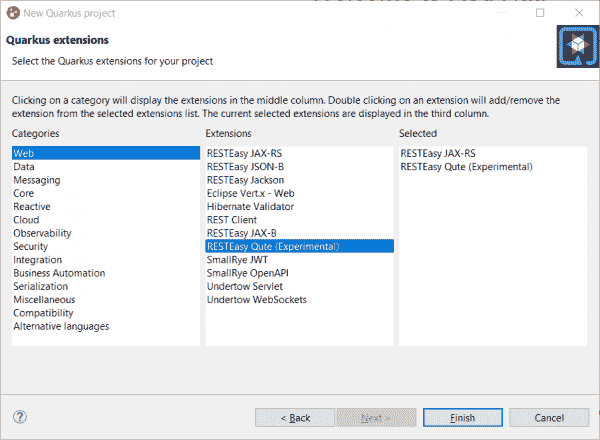 New Quarkus project
Quarkus extensions
Select the Quarkus extensions for your project
Clicking on a category will display the extensions in the middle column. Double clicking on an extension will add/remove the
extension from the selected extensions list. The current selected extensions are displayed in the third column.
Categories
Web
Data
Messaging
Core
Reactive
Cloud
Observability
Security
Integration
Business Automation
Serialization
Miscellaneous
Compatibility
Alternative languages
Extensions
RESTEasy JAX-RS
RESTEasy JSON-B
RESTEasy Jackson
Eclipse Vert.x - Web
Hibernate Validator
REST Client
RESTEasy JAX-B
RESTEasy Qute (Experimental)
SmallRye JWT
SmallRye OpenAPI
Undertow Servlet
Undertow WebSockets
Selected
RESTEasy JAX-RS
RESTEasy Qute (Experimental)
?
< Back
Next >
Finish
Cancel